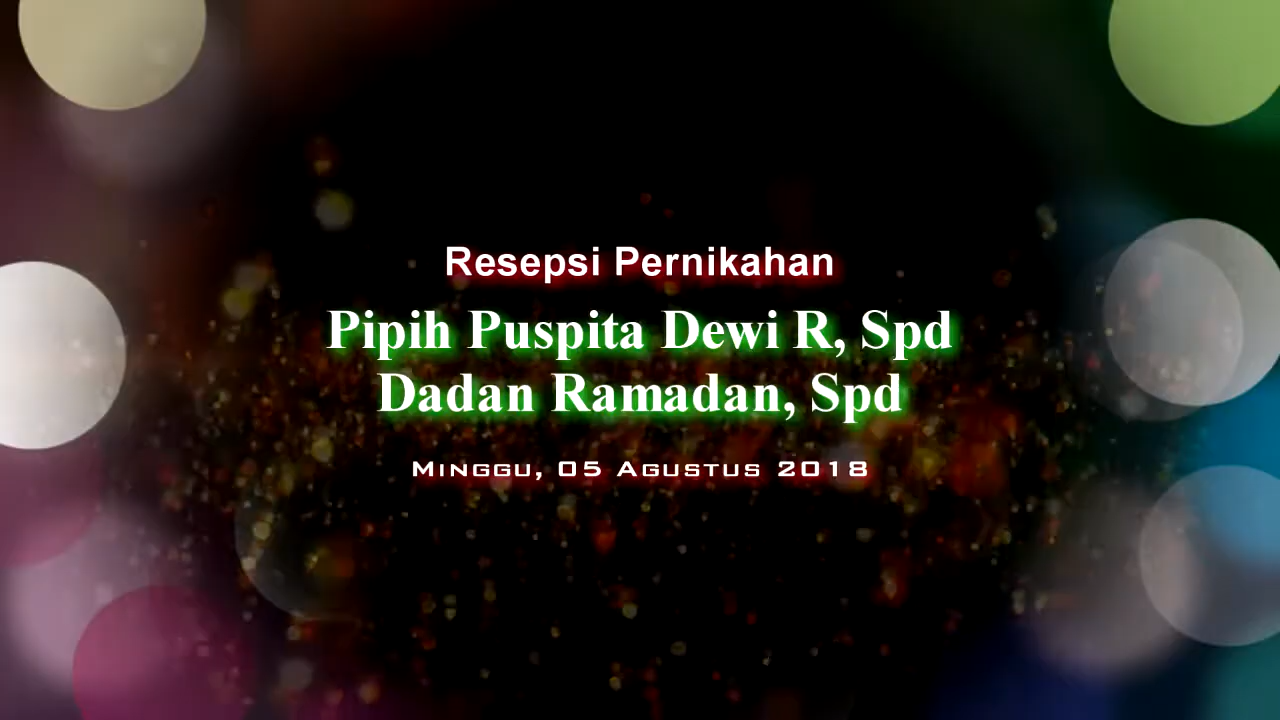 Resepsi Pernikahan
Pipih Puspita Dewi R, Spd
Dadan Ramadan, Spd
Minggu, 05 Agustus 2018